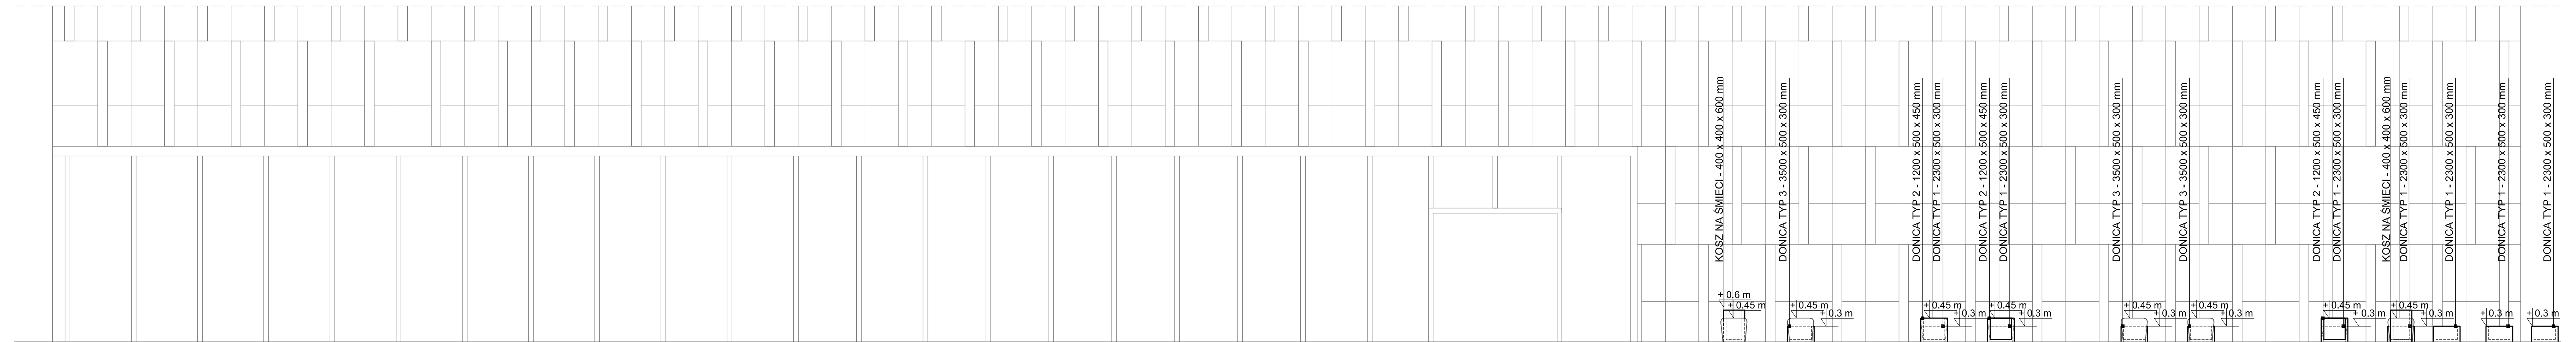 KOSZ NA ŚMIECI - 400 x 400 x 600 mm
DONICA TYP 3 - 3500 x 500 x 300 mm
DONICA TYP 2 - 1200 x 500 x 450 mm
DONICA TYP 1 - 2300 x 500 x 300 mm
DONICA TYP 2 - 1200 x 500 x 450 mm
DONICA TYP 1 - 2300 x 500 x 300 mm
DONICA TYP 3 - 3500 x 500 x 300 mm
DONICA TYP 3 - 3500 x 500 x 300 mm
DONICA TYP 2 - 1200 x 500 x 450 mm
DONICA TYP 1 - 2300 x 500 x 300 mm
KOSZ NA ŚMIECI - 400 x 400 x 600 mm
DONICA TYP 1 - 2300 x 500 x 300 mm
DONICA TYP 1 - 2300 x 500 x 300 mm
DONICA TYP 1 - 2300 x 500 x 300 mm
DONICA TYP 1 - 2300 x 500 x 300 mm
+ 0.6 m
+ 0.45 m
+ 0.45 m
+ 0.3 m
+ 0.45 m
+ 0.3 m
+ 0.45 m
+ 0.3 m
+ 0.45 m
+ 0.3 m
+ 0.45 m
+ 0.3 m
+ 0.45 m
+ 0.3 m
+ 0.45 m
+ 0.3 m
+ 0.3 m
+ 0.3 m